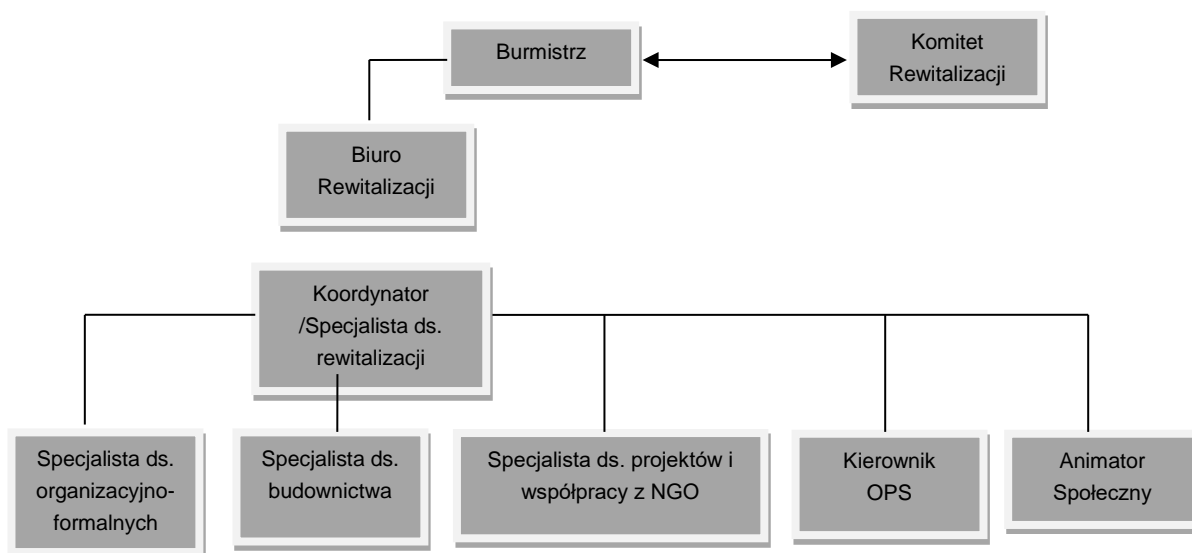 Burmistrz
Komitet
Rewitalizacji
Biuro
Rewitalizacji
Koordynator
/Specjalista ds.
rewitalizacji
Specjalista ds.
organizacyjno-
formalnych
Specjalista ds.
budownictwa
Specjalista ds. projektów i
współpracy z NGO
Kierownik
OPS
Animator
Społeczny